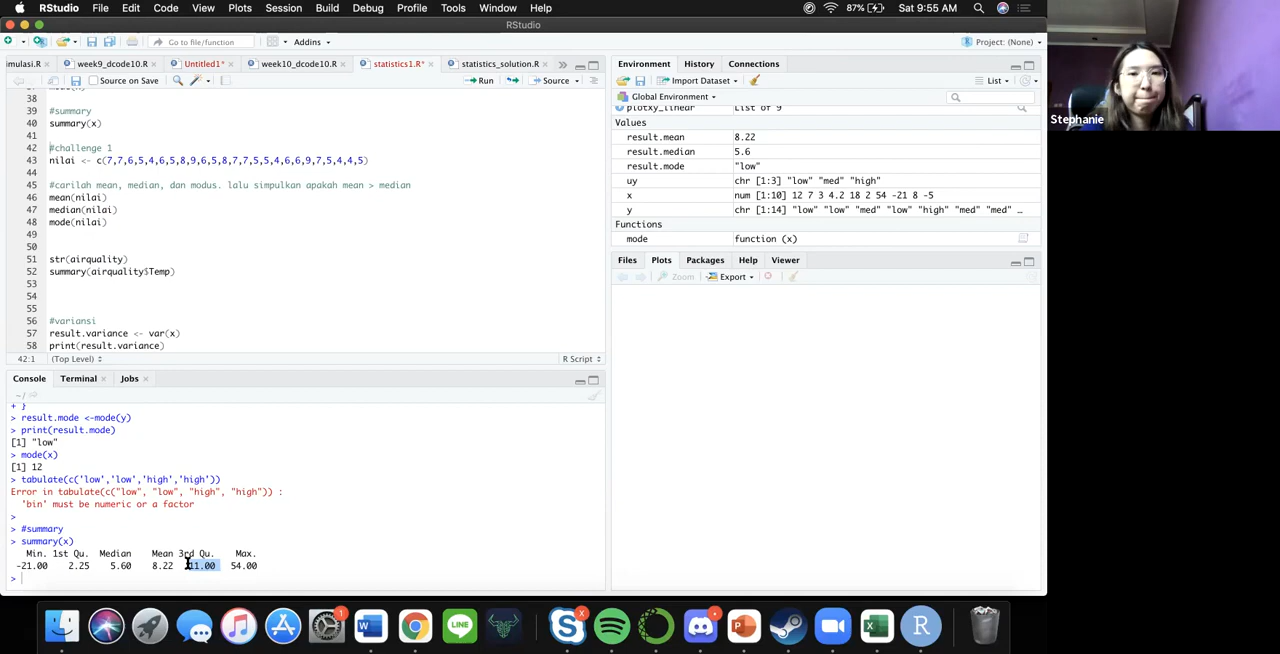 RStudio File Edit Code View Plots Session Build Debug Profile Tools Window Help 87% Sat 9:55 AM
RStudio
Go to file/function Addins Project: (None)
imulasi.R week9_dcode10.R Untitled1* week10_dcode10.R statistics1.R* statistics_solution.R
Source on Save Run Source
38
39 #summary
40 summary(x)
41
42 #challenge 1
43 nilai <- c(7,7,6,5,4,6,5,8,9,6,5,8,7,7,5,5,4,6,6,9,7,5,4,4,5)
44
45 #carilah mean, median, dan modus. lalu simpulkan apakah mean > median
46 mean(nilai)
47 median(nilai)
48 mode(nilai)
49
50
51 str(airquality)
52 summary(airquality$Temp)
53
54
55
56 #variansi
57 result.variance <- var(x)
58 print(result.variance)
42:1 (Top Level) R Script
Console Terminal Jobs
~/
+ }
> result.mode <-mode(y)
> print(result.mode)
[1] "low"
> mode(x)
[1] 12
> tabulate(c('low','low','high','high'))
Error in tabulate(c("low", "low", "high", "high")) :
'bin' must be numeric or a factor
>
> #summary
> summary(x)
Min. 1st Qu. Median Mean 3rd Qu. Max.
-21.00 2.25 5.60 8.22 11.00 54.00
>
Environment History Connections
Import Dataset List
Global Environment
plotxy_linear List of 9
Values
result.mean 8.22
result.median 5.6
result.mode "low"
uy chr [1:3] "low" "med" "high"
x num [1:10] 12 7 3 4.2 18 2 54 -21 8 -5
y chr [1:14] "low" "low" "med" "low" "high" "med" "med" …
Functions
mode function (x)
Files Plots Packages Help Viewer
Zoom Export
Stephanie